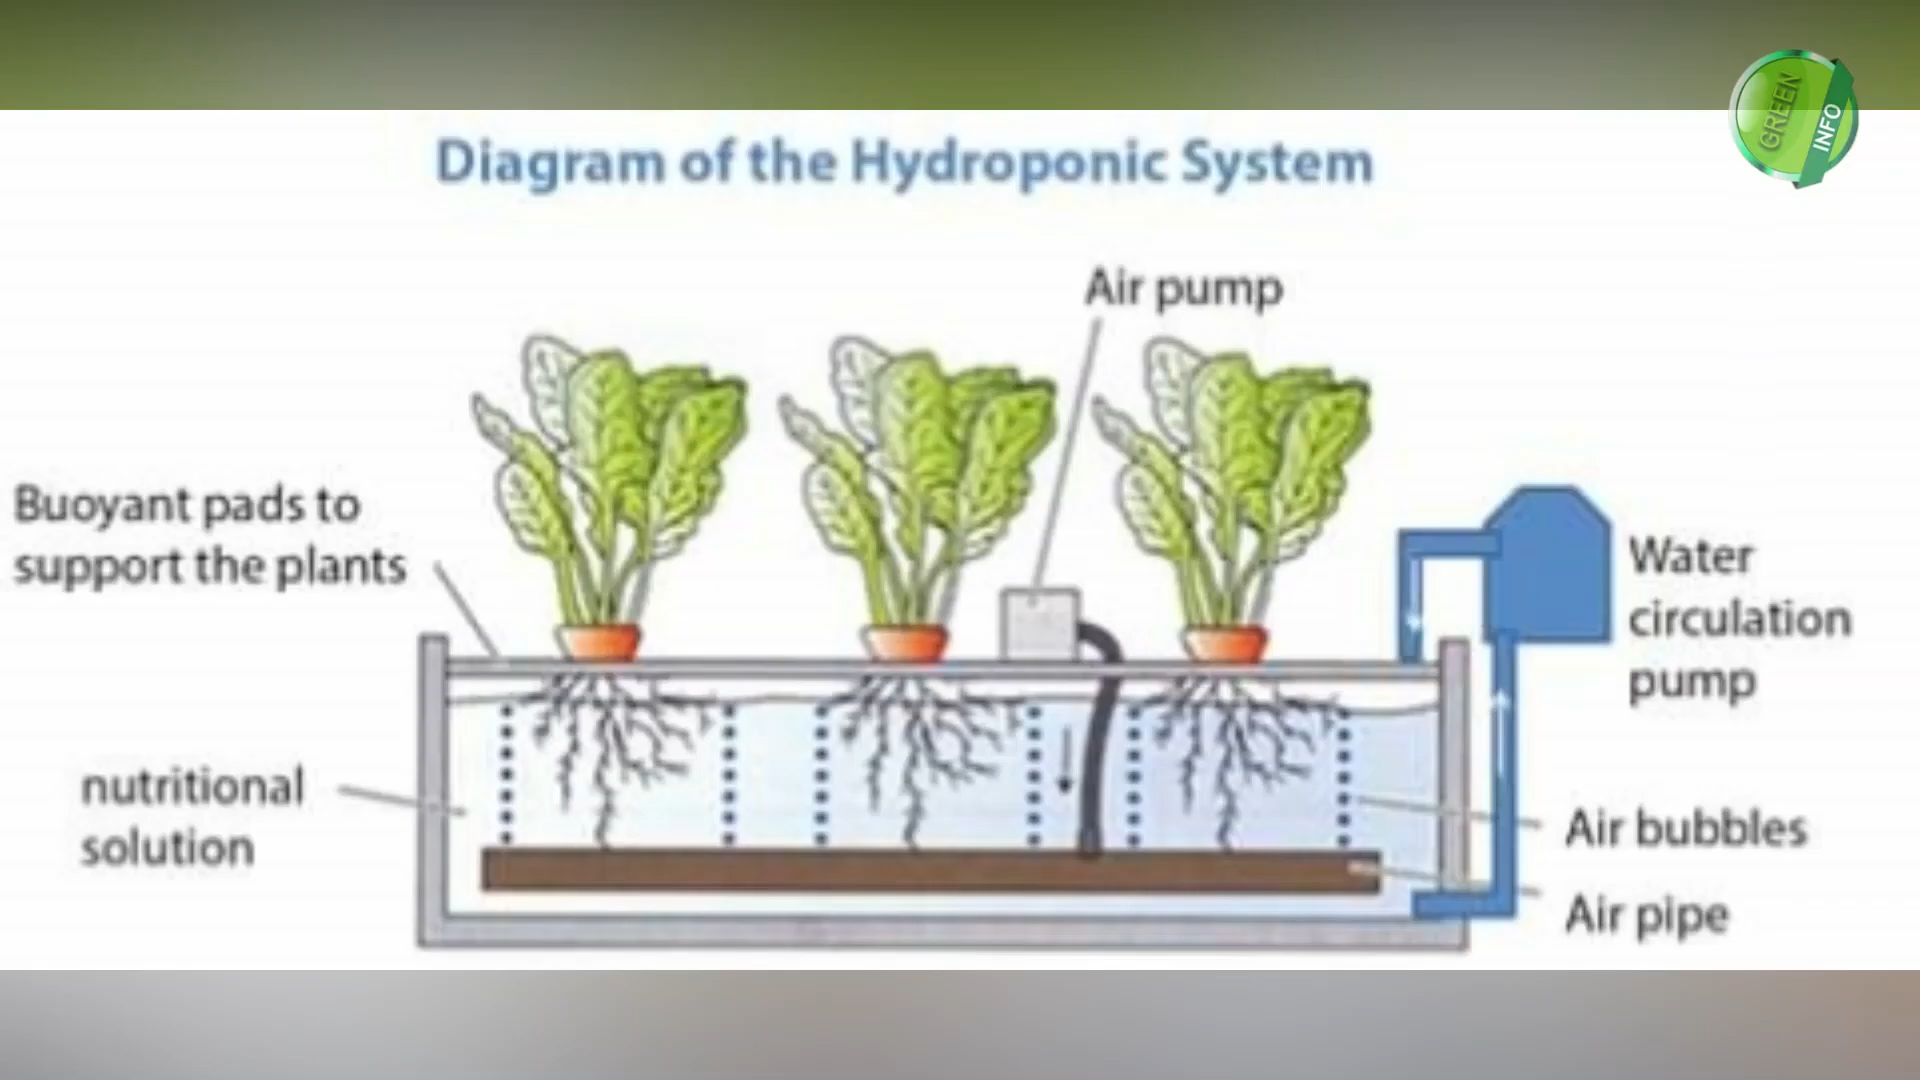 Diagram of the Hydroponic System
GREEN
INFO
Air pump
Buoyant pads to
support the plants
Water
circulation
pump
nutritional
solution
Air bubbles
Air pipe